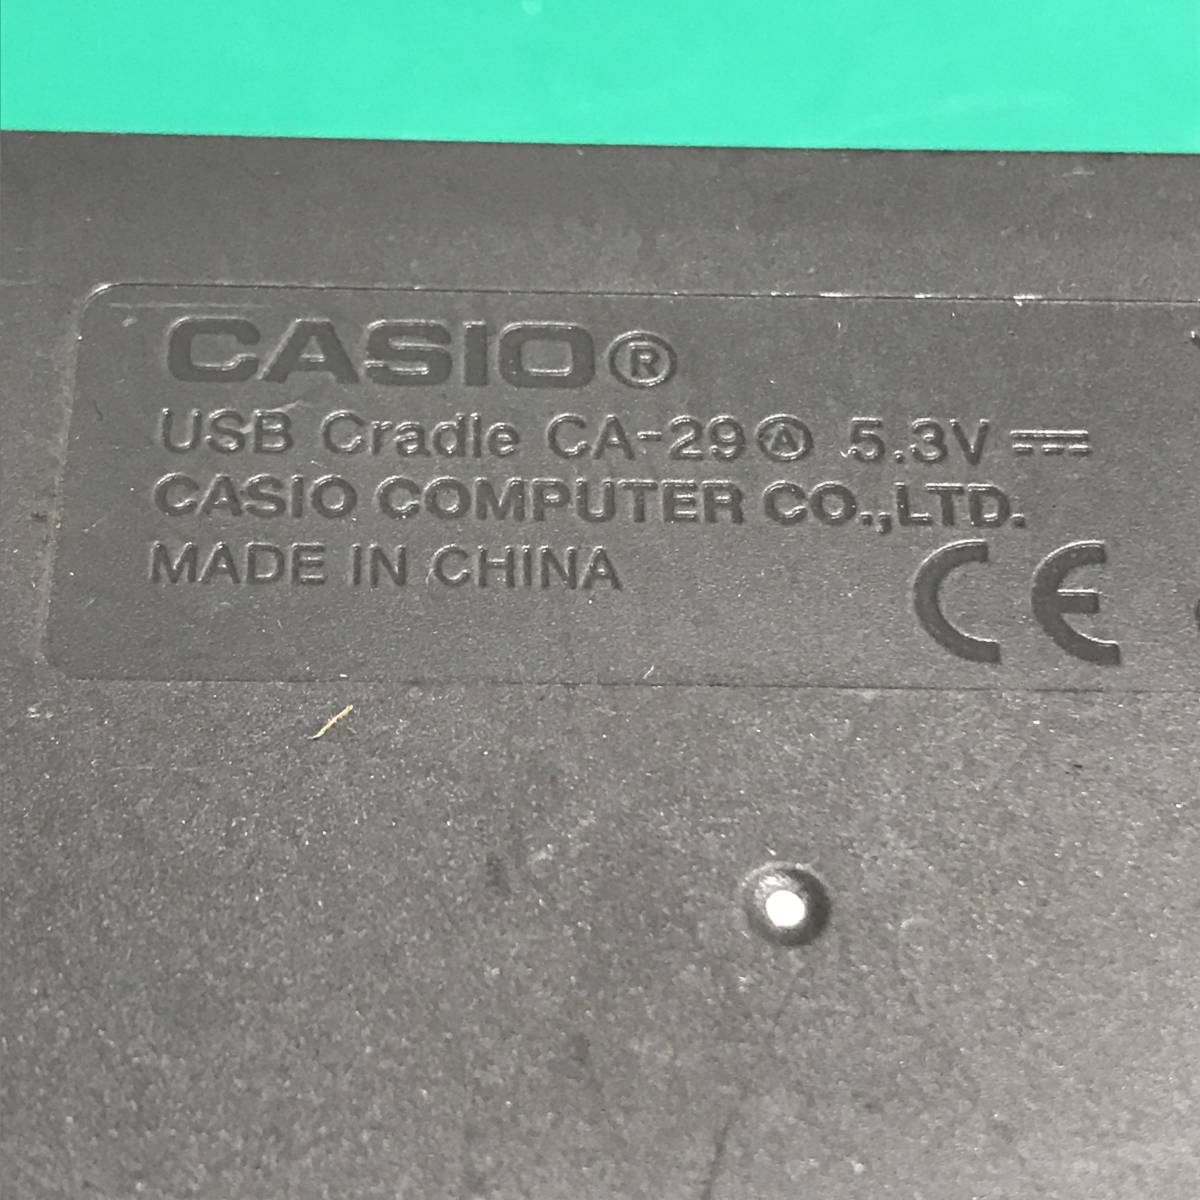 CASIO®
USB Cradle CA-29Ⓐ 5.3V ⎓
CASIO COMPUTER CO.,LTD.
MADE IN CHINA
CE